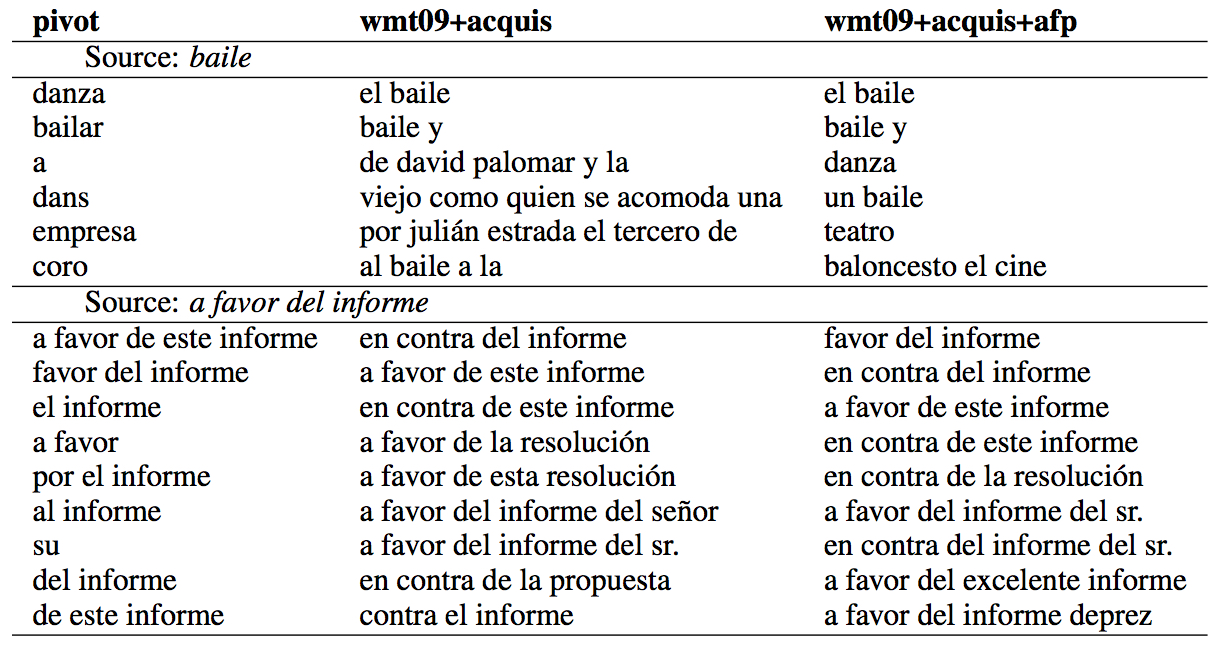 pivot wmt09+acquis wmt09+acquis+afp
Source: baile
danza el baile el baile
bailar baile y baile y
a de david palomar y la danza
dans viejo como quien se acomoda una un baile
empresa por julián estrada el tercero de teatro
coro al baile a la baloncesto el cine
Source: a favor del informe
a favor de este informe en contra del informe favor del informe
favor del informe a favor de este informe en contra del informe
el informe en contra de este informe a favor de este informe
a favor a favor de la resolución en contra de este informe
por el informe a favor de esta resolución en contra de la resolución
al informe a favor del informe del señor a favor del informe del sr.
su a favor del informe del sr. en contra del informe del sr.
del informe en contra de la propuesta a favor del excelente informe
de este informe contra el informe a favor del informe deprez